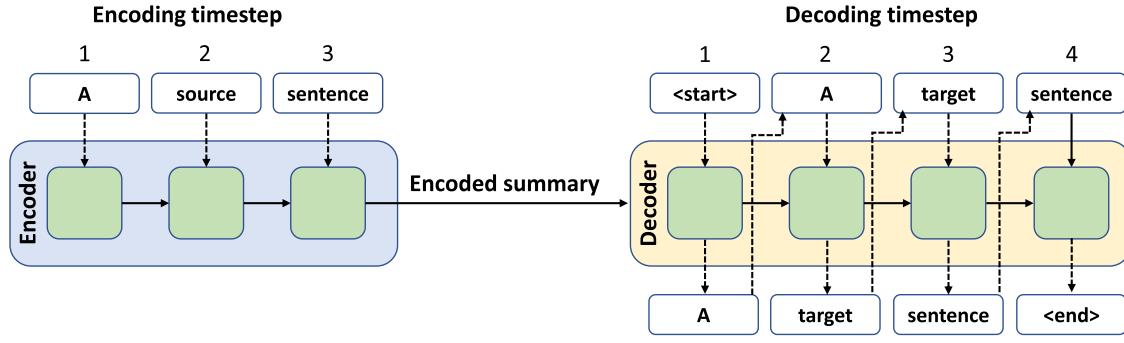 Encoding timestep
Decoding timestep
1 2 3
1 2 3 4
A source sentence
<start> A target sentence
Encoder
Encoded summary
Decoder
A target sentence <end>